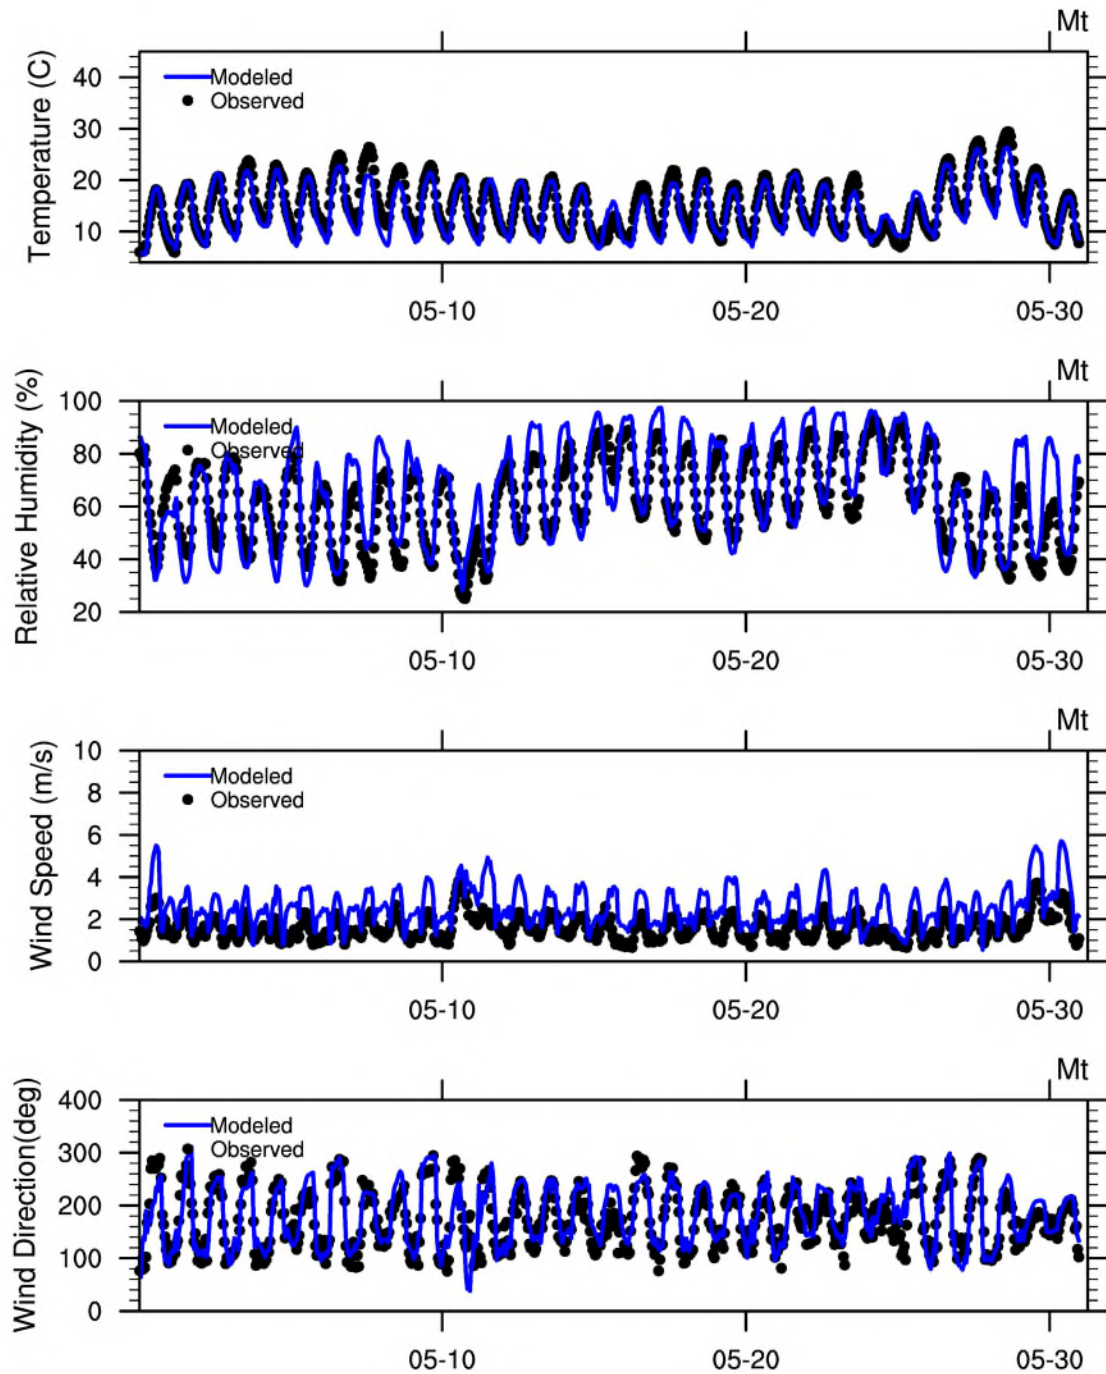 Mt
Temperature (C)
40
30
20
10
Modeled
Observed
05-10
05-20
05-30
Mt
Relative Humidity (%)
100
80
60
40
20
Modeled
Observed
05-10
05-20
05-30
Mt
Wind Speed (m/s)
10
8
6
4
2
0
Modeled
Observed
05-10
05-20
05-30
Mt
Wind Direction(deg)
400
300
200
100
0
Modeled
Observed
05-10
05-20
05-30